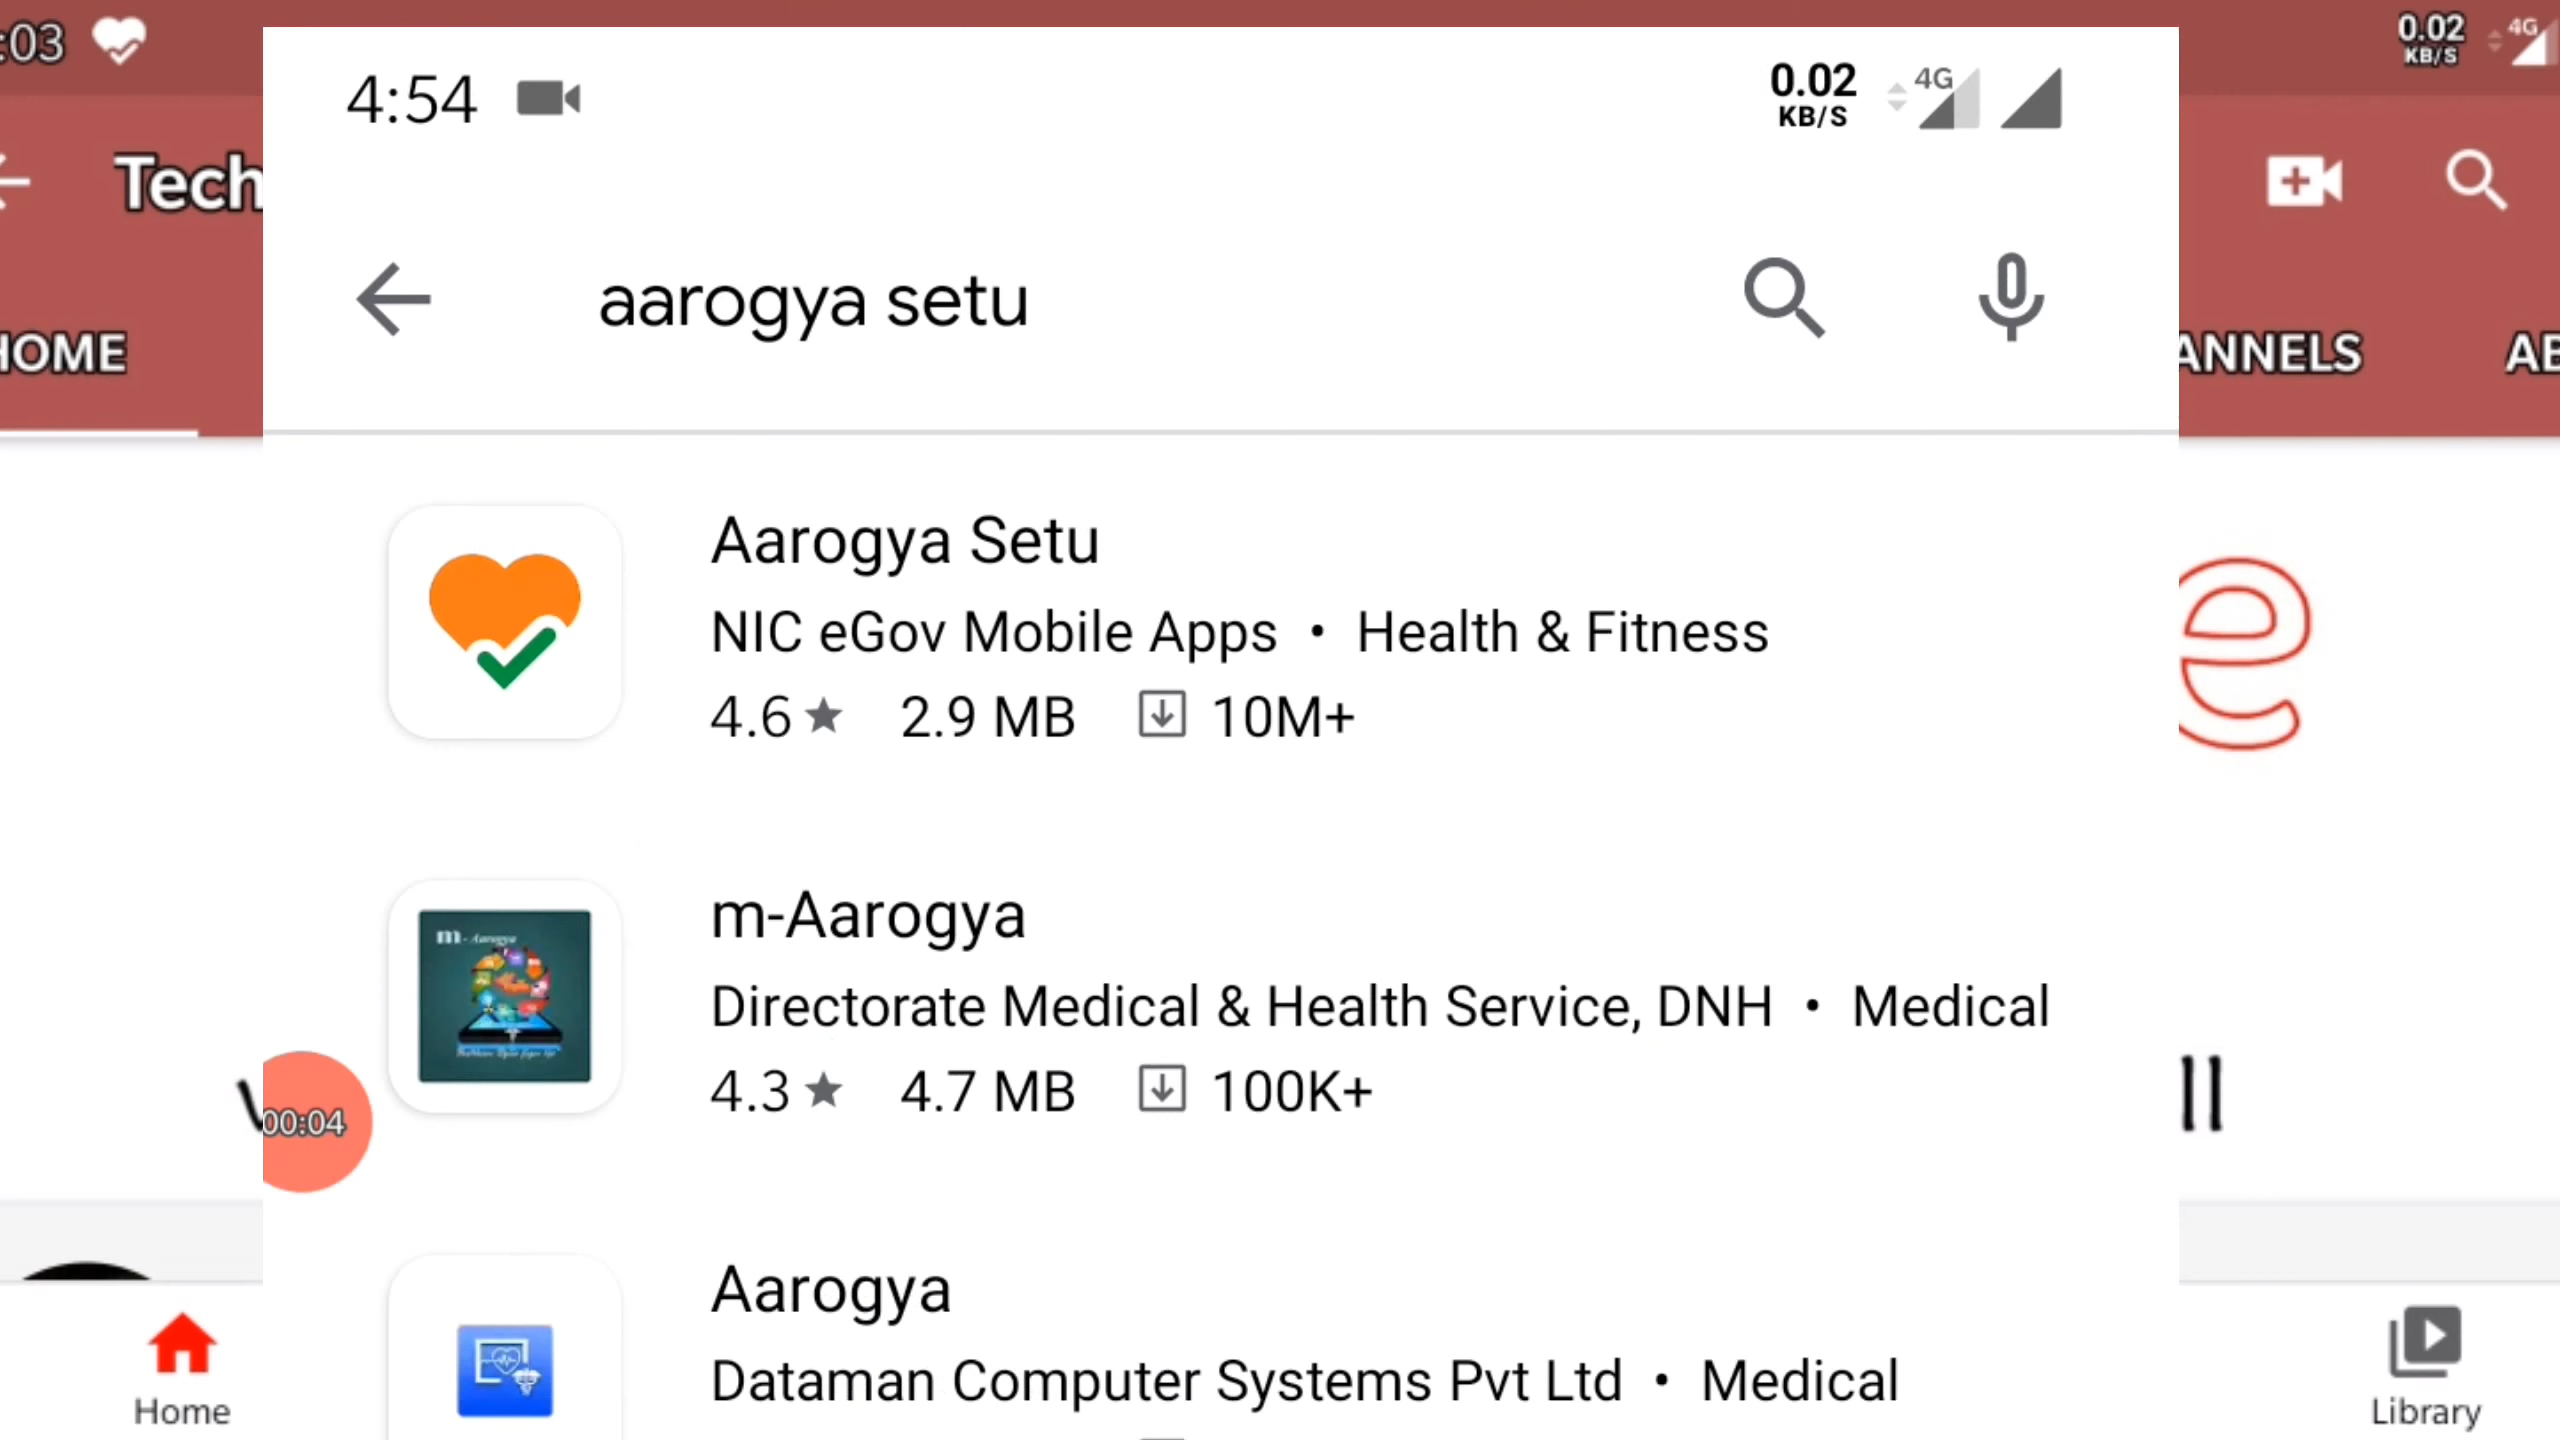 :03
0.02
KB/S
4G
4:54
0.02
KB/S
4G
Tech
aarogya setu
HOME
ANNELS
AB
Aarogya Setu
NIC eGov Mobile Apps • Health & Fitness
4.6 ★ 2.9 MB 10M+
e
m-Aarogya
m - Aarogya
Directorate Medical & Health Service, DNH • Medical
4.3 ★ 4.7 MB 100K+
00:04
ll
Aarogya
Dataman Computer Systems Pvt Ltd • Medical
Home
Library